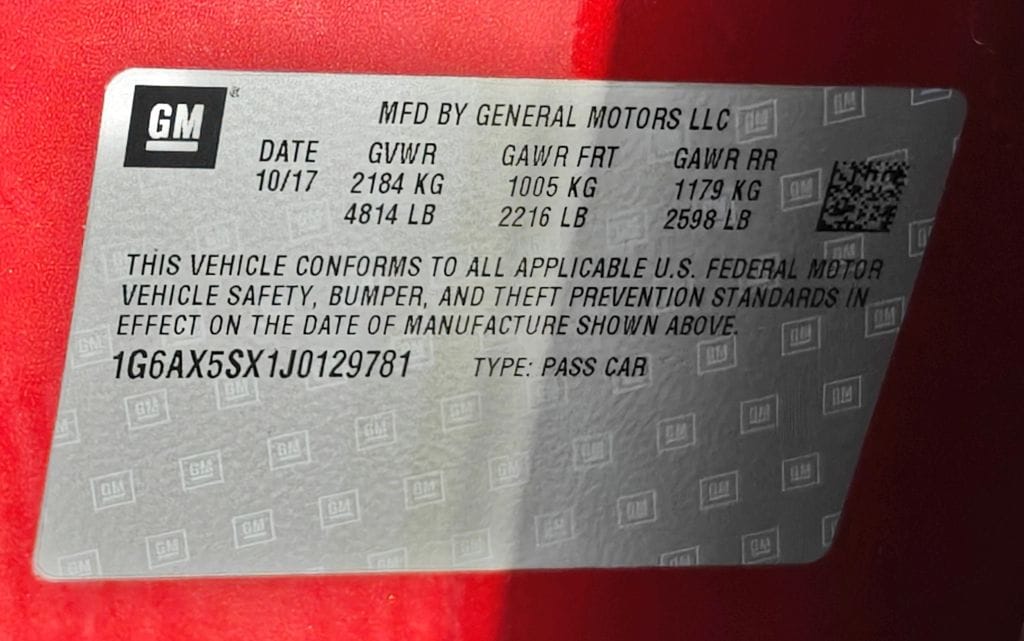 GM®
MFD BY GENERAL MOTORS LLC
DATE GVWR GAWR FRT GAWR RR
10/17 2184 KG 1005 KG 1179 KG
4814 LB 2216 LB 2598 LB
THIS VEHICLE CONFORMS TO ALL APPLICABLE U.S. FEDERAL MOTOR
VEHICLE SAFETY, BUMPER, AND THEFT PREVENTION STANDARDS IN
EFFECT ON THE DATE OF MANUFACTURE SHOWN ABOVE.
1G6AX5SX1J0129781 TYPE: PASS CAR